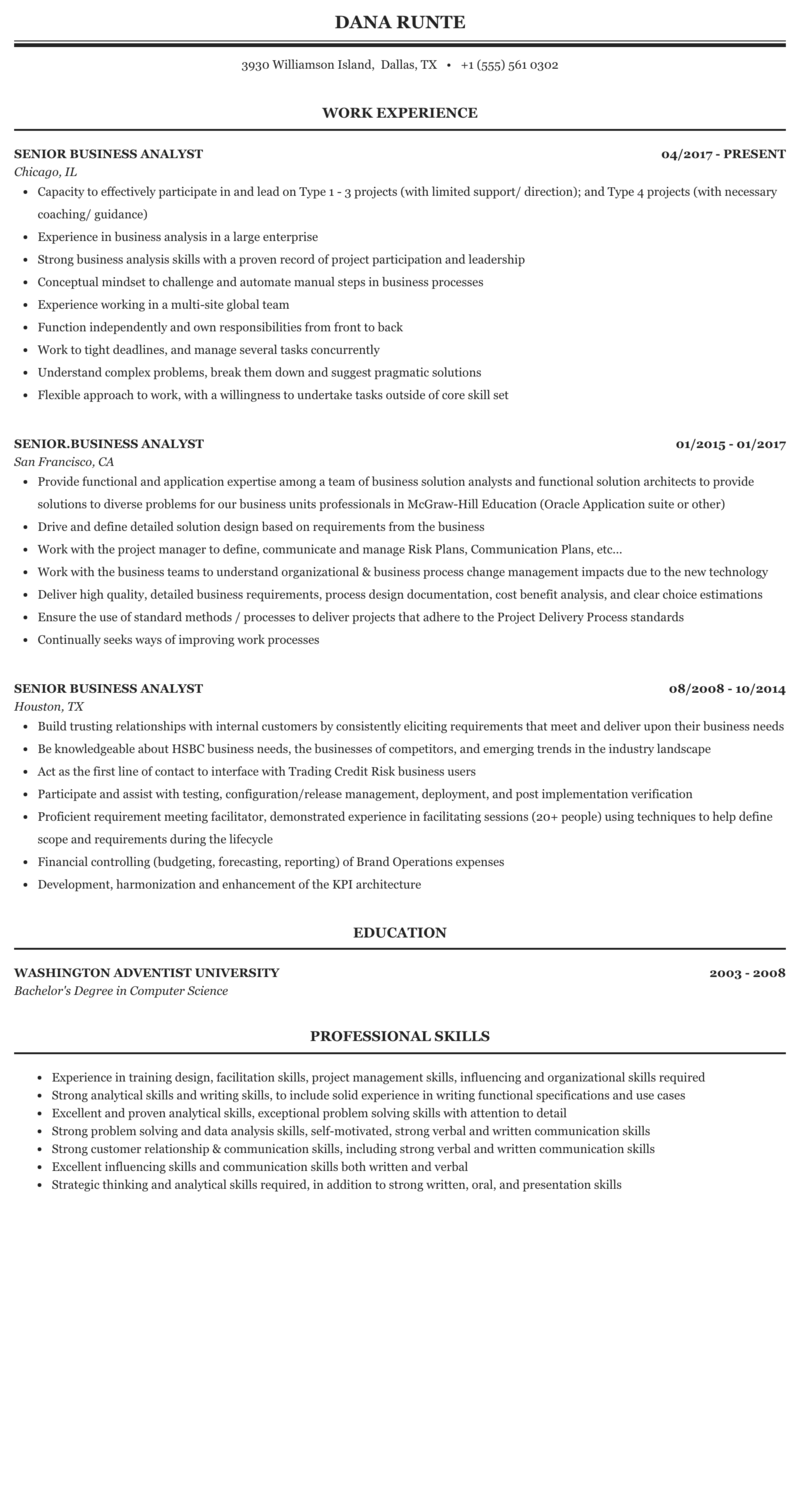 DANA RUNTE
3930 Williamson Island, Dallas, TX • +1 (555) 561 0302
WORK EXPERIENCE
SENIOR BUSINESS ANALYST 04/2017 - PRESENT
Chicago, IL
• Capacity to effectively participate in and lead on Type 1 - 3 projects (with limited support/ direction); and Type 4 projects (with necessary
coaching/ guidance)
• Experience in business analysis in a large enterprise
• Strong business analysis skills with a proven record of project participation and leadership
• Conceptual mindset to challenge and automate manual steps in business processes
• Experience working in a multi-site global team
• Function independently and own responsibilities from front to back
• Work to tight deadlines, and manage several tasks concurrently
• Understand complex problems, break them down and suggest pragmatic solutions
• Flexible approach to work, with a willingness to undertake tasks outside of core skill set
SENIOR.BUSINESS ANALYST 01/2015 - 01/2017
San Francisco, CA
• Provide functional and application expertise among a team of business solution analysts and functional solution architects to provide
solutions to diverse problems for our business units professionals in McGraw-Hill Education (Oracle Application suite or other)
• Drive and define detailed solution design based on requirements from the business
• Work with the project manager to define, communicate and manage Risk Plans, Communication Plans, etc...
• Work with the business teams to understand organizational & business process change management impacts due to the new technology
• Deliver high quality, detailed business requirements, process design documentation, cost benefit analysis, and clear choice estimations
• Ensure the use of standard methods / processes to deliver projects that adhere to the Project Delivery Process standards
• Continually seeks ways of improving work processes
SENIOR BUSINESS ANALYST 08/2008 - 10/2014
Houston, TX
• Build trusting relationships with internal customers by consistently eliciting requirements that meet and deliver upon their business needs
• Be knowledgeable about HSBC business needs, the businesses of competitors, and emerging trends in the industry landscape
• Act as the first line of contact to interface with Trading Credit Risk business users
• Participate and assist with testing, configuration/release management, deployment, and post implementation verification
• Proficient requirement meeting facilitator, demonstrated experience in facilitating sessions (20+ people) using techniques to help define
scope and requirements during the lifecycle
• Financial controlling (budgeting, forecasting, reporting) of Brand Operations expenses
• Development, harmonization and enhancement of the KPI architecture
EDUCATION
WASHINGTON ADVENTIST UNIVERSITY 2003 - 2008
Bachelor's Degree in Computer Science
PROFESSIONAL SKILLS
• Experience in training design, facilitation skills, project management skills, influencing and organizational skills required
• Strong analytical skills and writing skills, to include solid experience in writing functional specifications and use cases
• Excellent and proven analytical skills, exceptional problem solving skills with attention to detail
• Strong problem solving and data analysis skills, self-motivated, strong verbal and written communication skills
• Strong customer relationship & communication skills, including strong verbal and written communication skills
• Excellent influencing skills and communication skills both written and verbal
• Strategic thinking and analytical skills required, in addition to strong written, oral, and presentation skills